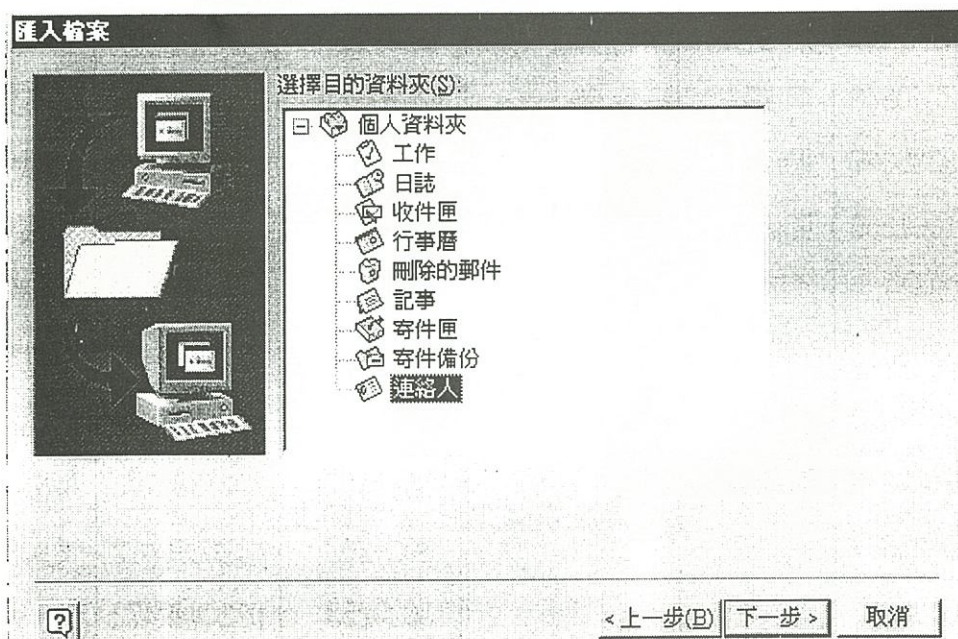 匯入檔案
選擇目的資料夾(S):
個人資料夾
工作
日誌
收件匣
行事曆
刪除的郵件
記事
寄件匣
寄件備份
連絡人
<上一步(B) 下一步> 取消